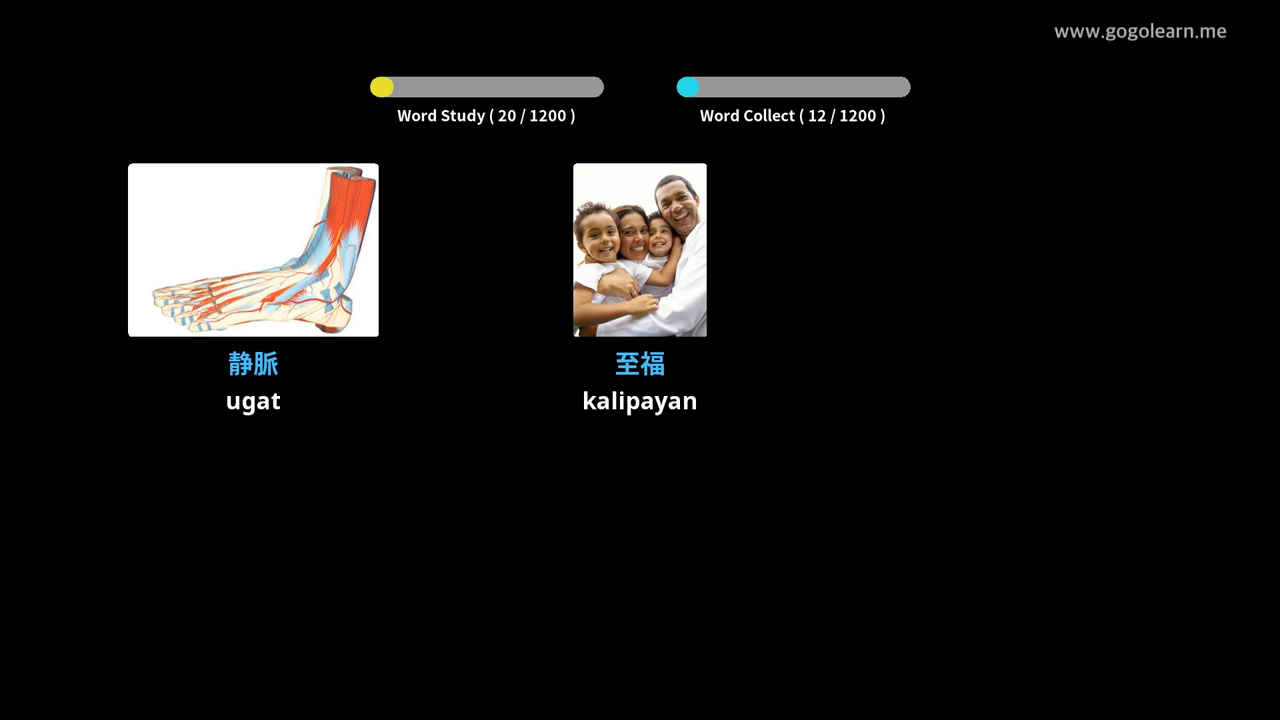 www.gogolearn.me
Word Study ( 20 / 1200 )
Word Collect ( 12 / 1200 )
静脈
至福
ugat
kalipayan